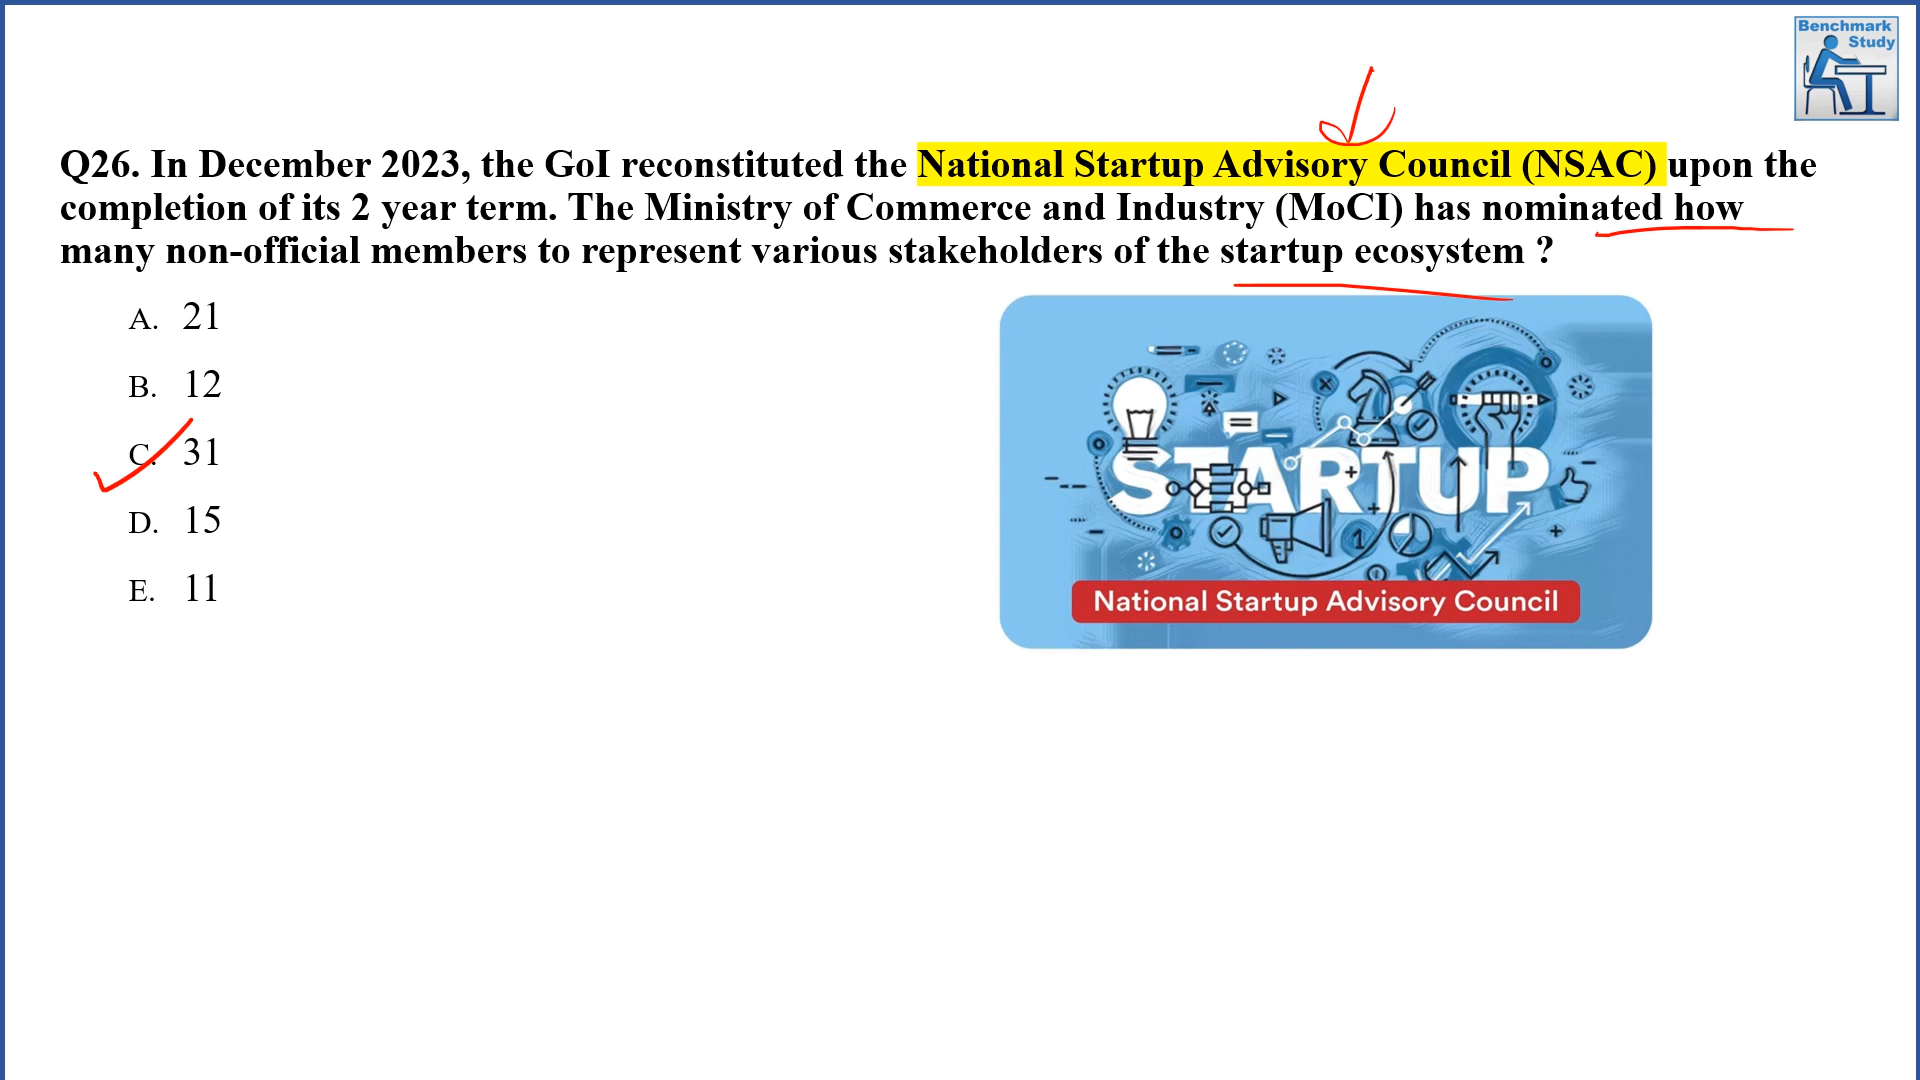 Benchmark
Study
Q26. In December 2023, the GoI reconstituted the National Startup Advisory Council (NSAC) upon the
completion of its 2 year term. The Ministry of Commerce and Industry (MoCI) has nominated how
many non-official members to represent various stakeholders of the startup ecosystem ?
A. 21
B. 12
C. 31
D. 15
E. 11
STARTUP
1
National Startup Advisory Council